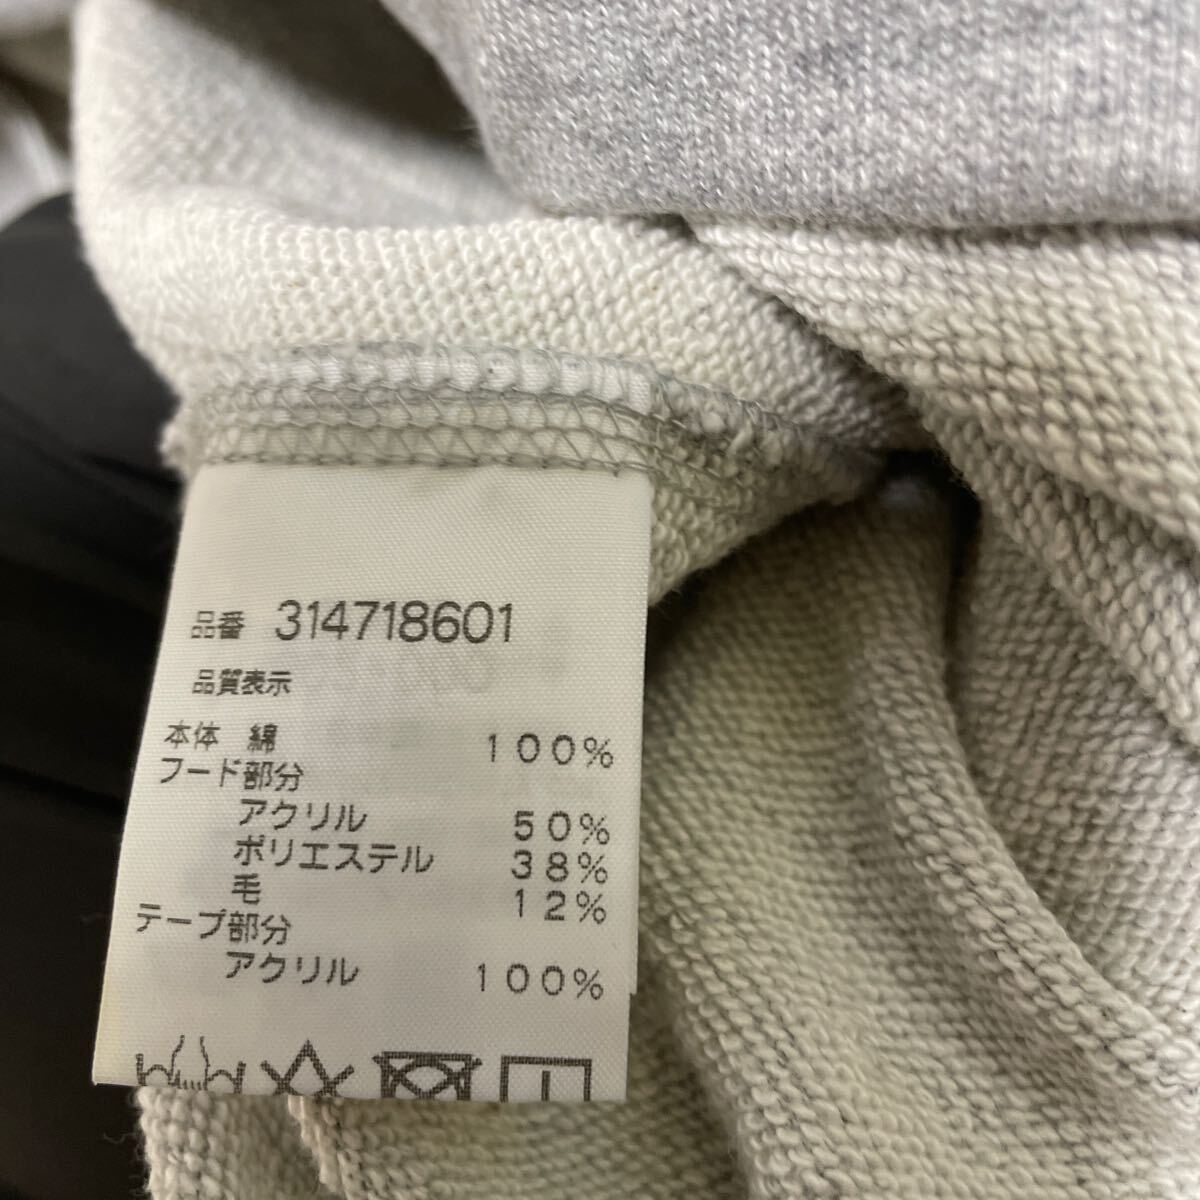 品番 314718601
品質表示
本体 綿 100%
フード部分
アクリル 50%
ポリエステル 38%
毛 12%
テープ部分
アクリル 100%